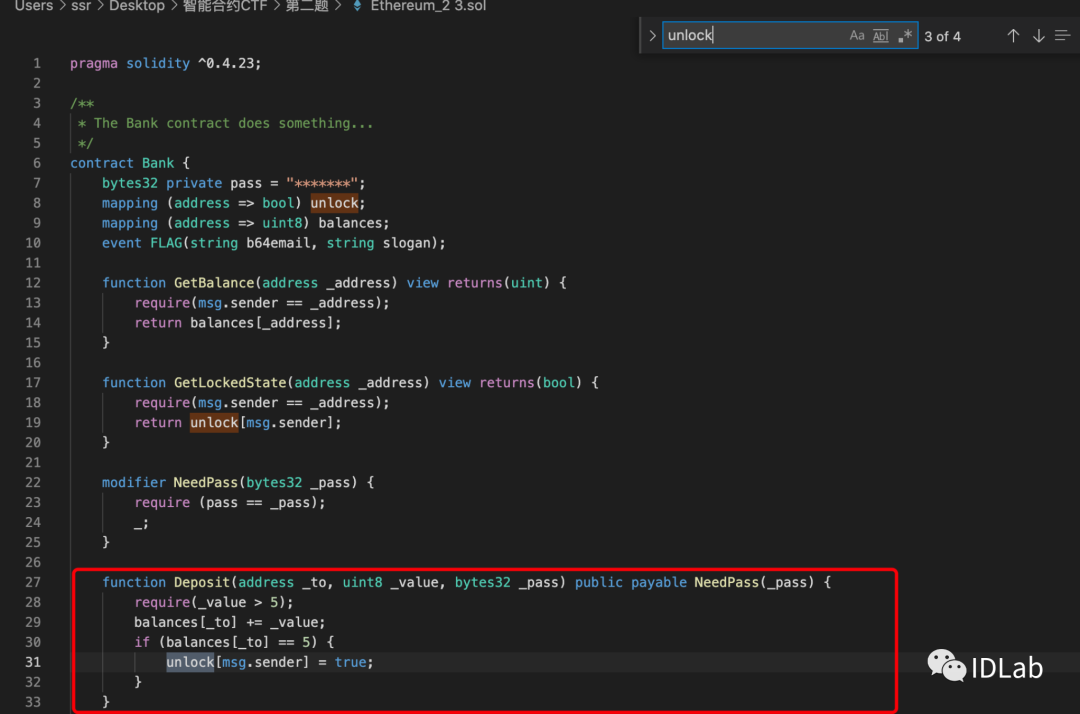 Users > ssr > Desktop > 智能合约CTF > 第二题 > Ethereum_2 3.sol
unlock Aa Abl .* 3 of 4
1 pragma solidity ^0.4.23;
2
3 /**
4 * The Bank contract does something...
5 */
6 contract Bank {
7 bytes32 private pass = "*******";
8 mapping (address => bool) unlock;
9 mapping (address => uint8) balances;
10 event FLAG(string b64email, string slogan);
11
12 function GetBalance(address _address) view returns(uint) {
13 require(msg.sender == _address);
14 return balances[_address];
15 }
16
17 function GetLockedState(address _address) view returns(bool) {
18 require(msg.sender == _address);
19 return unlock[msg.sender];
20 }
21
22 modifier NeedPass(bytes32 _pass) {
23 require (pass == _pass);
24 _;
25 }
26
27 function Deposit(address _to, uint8 _value, bytes32 _pass) public payable NeedPass(_pass) {
28 require(_value > 5);
29 balances[_to] += _value;
30 if (balances[_to] == 5) {
31 unlock[msg.sender] = true;
32 }
33 }
IDLab